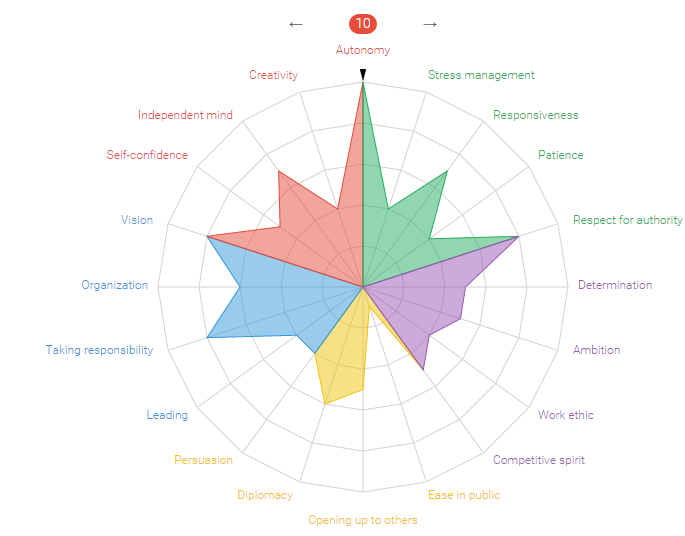 ← 10 →
Autonomy
Creativity
Stress management
Independent mind
Responsiveness
Self-confidence
Patience
Vision
Respect for authority
Organization
Determination
Taking responsibility
Ambition
Leading
Work ethic
Persuasion
Competitive spirit
Diplomacy
Ease in public
Opening up to others